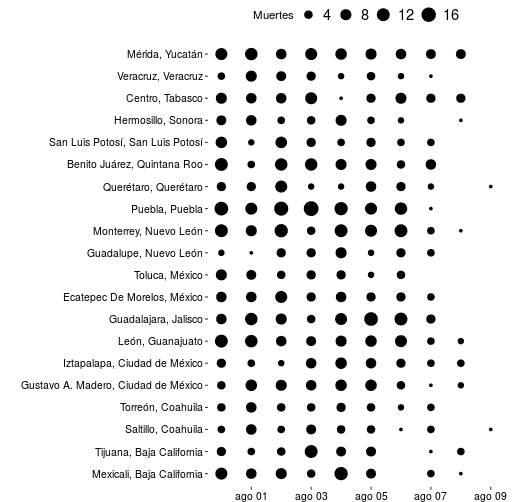 Muertes 4 8 12 16
Mérida, Yucatán
Veracruz, Veracruz
Centro, Tabasco
Hermosillo, Sonora
San Luis Potosí, San Luis Potosí
Benito Juárez, Quintana Roo
Querétaro, Querétaro
Puebla, Puebla
Monterrey, Nuevo León
Guadalupe, Nuevo León
Toluca, México
Ecatepec De Morelos, México
Guadalajara, Jalisco
León, Guanajuato
Iztapalapa, Ciudad de México
Gustavo A. Madero, Ciudad de México
Torreón, Coahuila
Saltillo, Coahuila
Tijuana, Baja California
Mexicali, Baja California
ago 01 ago 03 ago 05 ago 07 ago 09